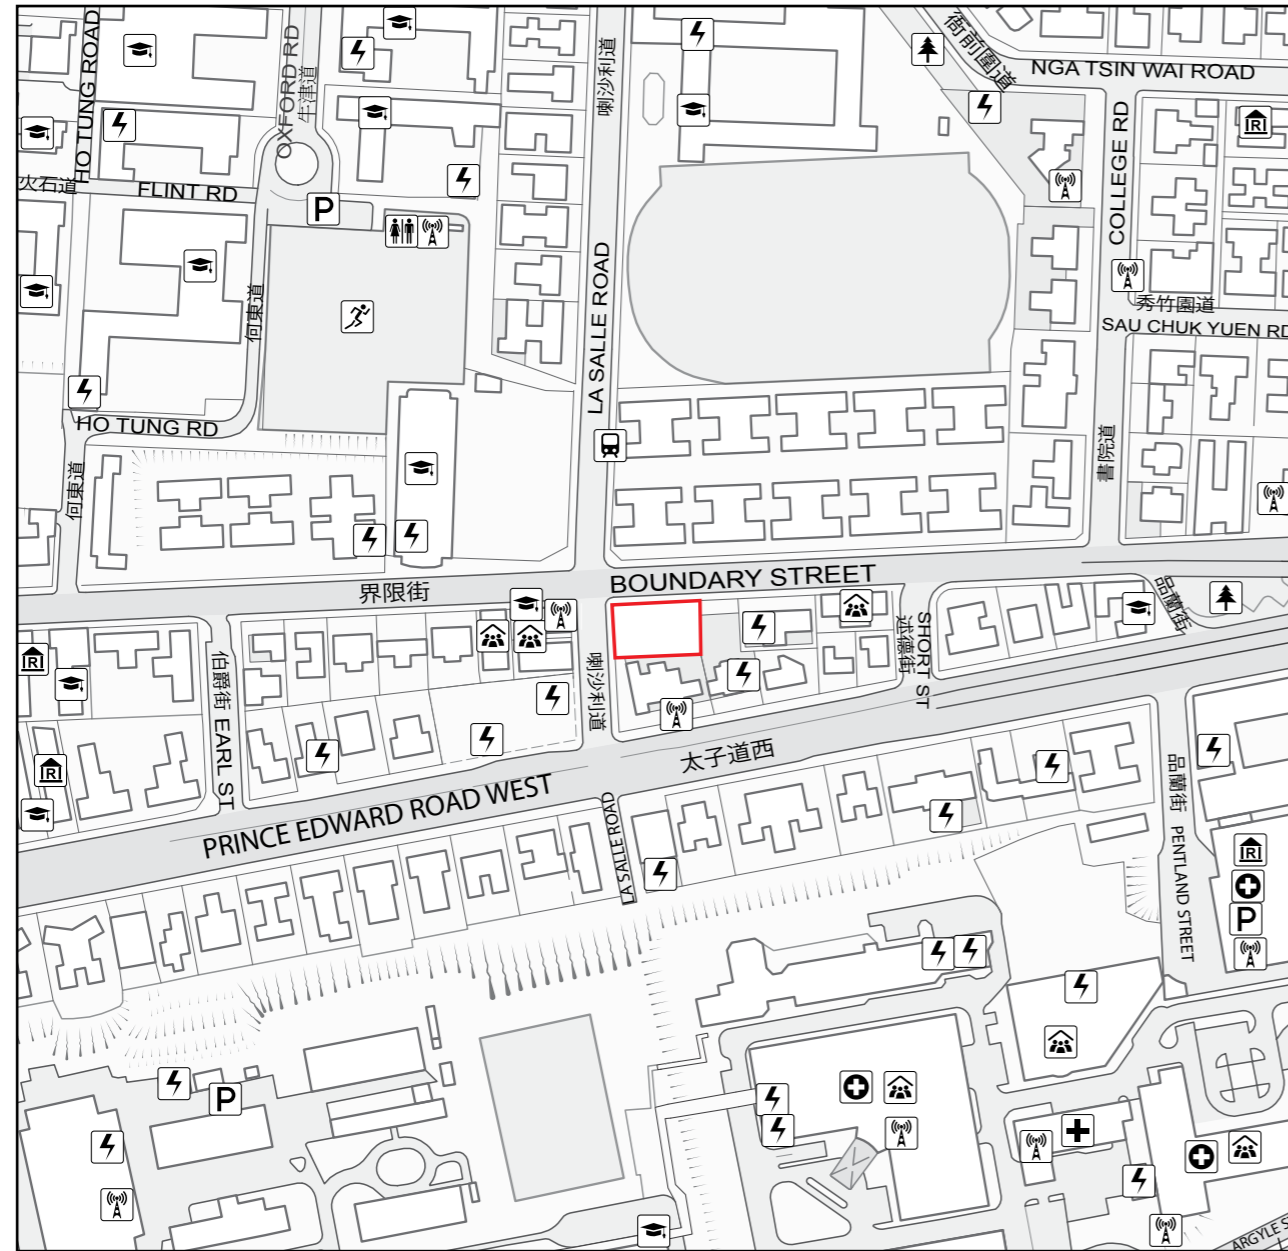 HO TUNG ROAD
OXFORD RD
牛津道
喇沙利道
衙前圍道
NGA TSIN WAI ROAD
COLLEGE RD
火石道
FLINT RD
P
何東道
LA SALLE ROAD
秀竹園道
SAU CHUK YUEN RD
HO TUNG RD
何東道
書院道
界限街
BOUNDARY STREET
品蘭街
伯爵街 EARL ST
喇沙利道
述德街
SHORT ST
太子道西
PRINCE EDWARD ROAD WEST
LA SALLE ROAD
品蘭街 PENTLAND STREET
P
P
ARGYLE S